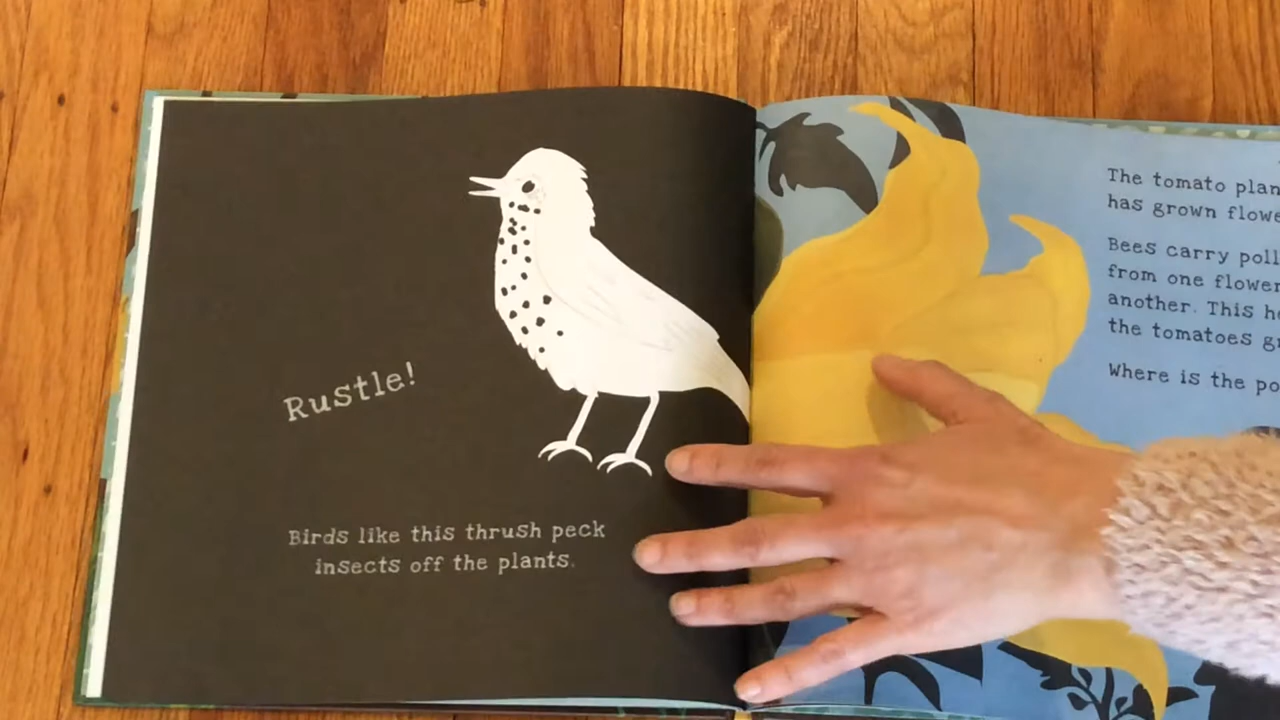 Rustle!
Birds like this thrush peck
insects off the plants.
The tomato plan
has grown flowe
Bees carry poll
from one flower
another. This he
the tomatoes g
Where is the po